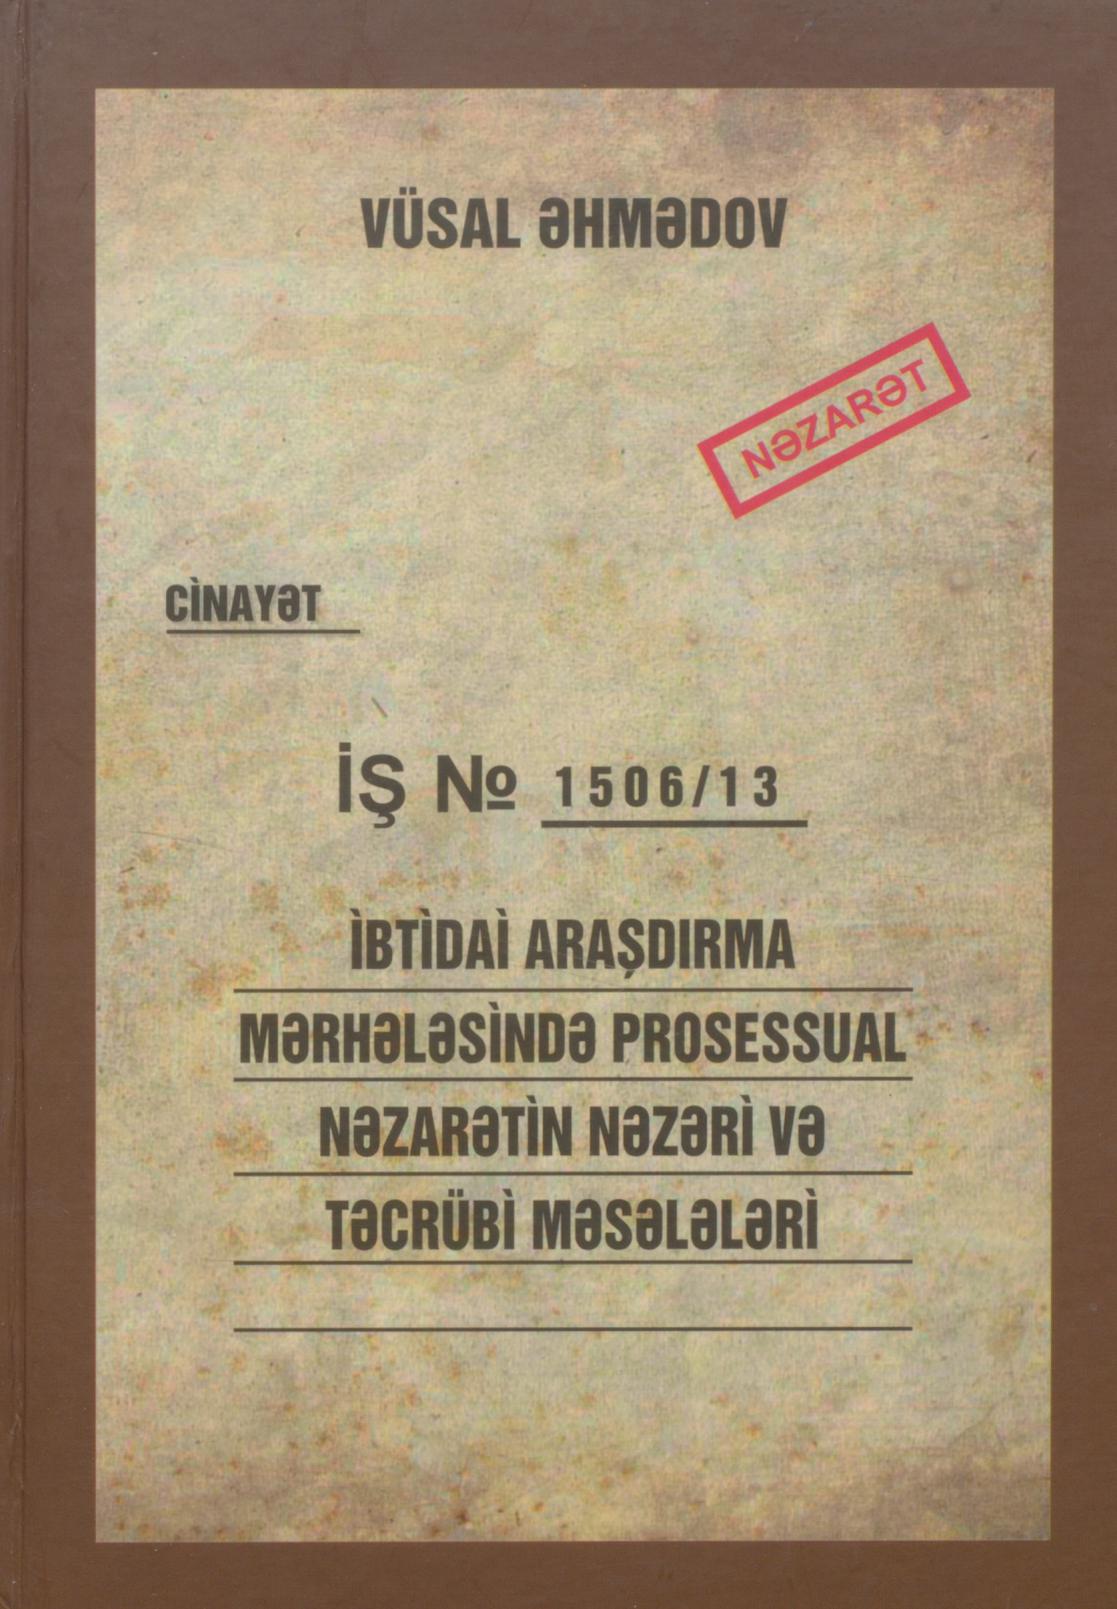 VÜSAL ƏHMƏDOV
NƏZARƏT
CİNAYƏT
İŞ № 1506/13
İBTİDAİ ARAŞDIRMA
MƏRHƏLƏSİNDƏ PROSESSUAL
NƏZARƏTİN NƏZƏRİ VƏ
TƏCRÜBİ MƏSƏLƏLƏRİ